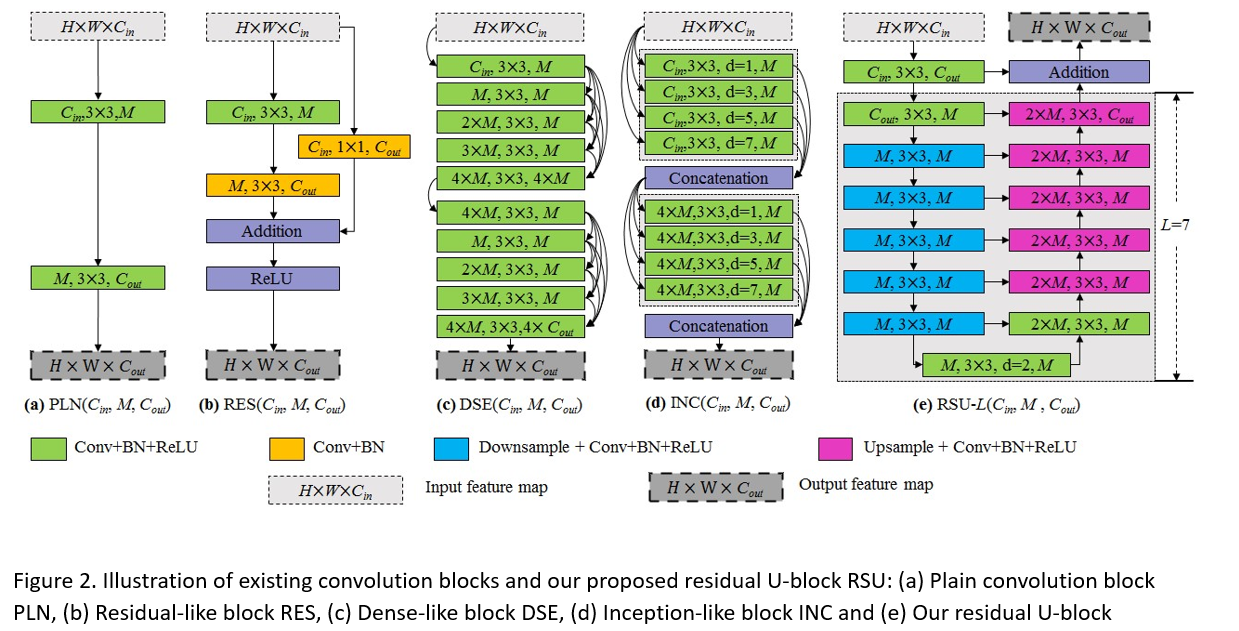 H×W×Cin
Cin,3×3,M
M, 3×3, Cout
H × W × Cout
(a) PLN(Cin, M, Cout)
H×W×Cin
Cin, 3×3, M
Cin, 1×1, Cout
M, 3×3, Cout
Addition
ReLU
H × W × Cout
(b) RES(Cin, M, Cout)
H×W×Cin
Cin, 3×3, M
M, 3×3, M
2×M, 3×3, M
3×M, 3×3, M
4×M, 3×3, 4×M
4×M, 3×3, M
M, 3×3, M
2×M, 3×3, M
3×M, 3×3, M
4×M, 3×3,4× Cout
H × W × Cout
(c) DSE(Cin, M, Cout)
H×W×Cin
Cin,3×3, d=1, M
Cin,3×3, d=3, M
Cin,3×3, d=5, M
Cin,3×3, d=7, M
Concatenation
4×M,3×3,d=1, M
4×M,3×3,d=3, M
4×M,3×3,d=5, M
4×M,3×3,d=7, M
Concatenation
H × W × Cout
(d) INC(Cin, M, Cout)
H×W×Cin
H × W × Cout
Cin, 3×3, Cout
Addition
Cout, 3×3, M
2×M, 3×3, Cout
M, 3×3, M
2×M, 3×3, M
M, 3×3, M
2×M, 3×3, M
M, 3×3, M
2×M, 3×3, M
M, 3×3, M
2×M, 3×3, M
M, 3×3, M
2×M, 3×3, M
M, 3×3, d=2, M
L=7
(e) RSU-L(Cin, M , Cout)
Conv+BN+ReLU
Conv+BN
Downsample + Conv+BN+ReLU
Upsample + Conv+BN+ReLU
H×W×Cin
Input feature map
H × W × Cout
Output feature map
Figure 2. Illustration of existing convolution blocks and our proposed residual U-block RSU: (a) Plain convolution block
PLN, (b) Residual-like block RES, (c) Dense-like block DSE, (d) Inception-like block INC and (e) Our residual U-block